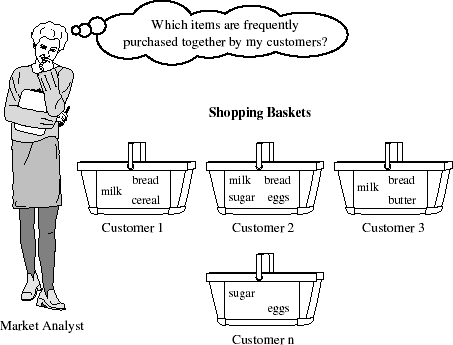 Which items are frequently
purchased together by my customers?
Shopping Baskets
milk bread
cereal
Customer 1
milk bread
sugar eggs
Customer 2
milk bread
butter
Customer 3
sugar
eggs
Customer n
Market Analyst